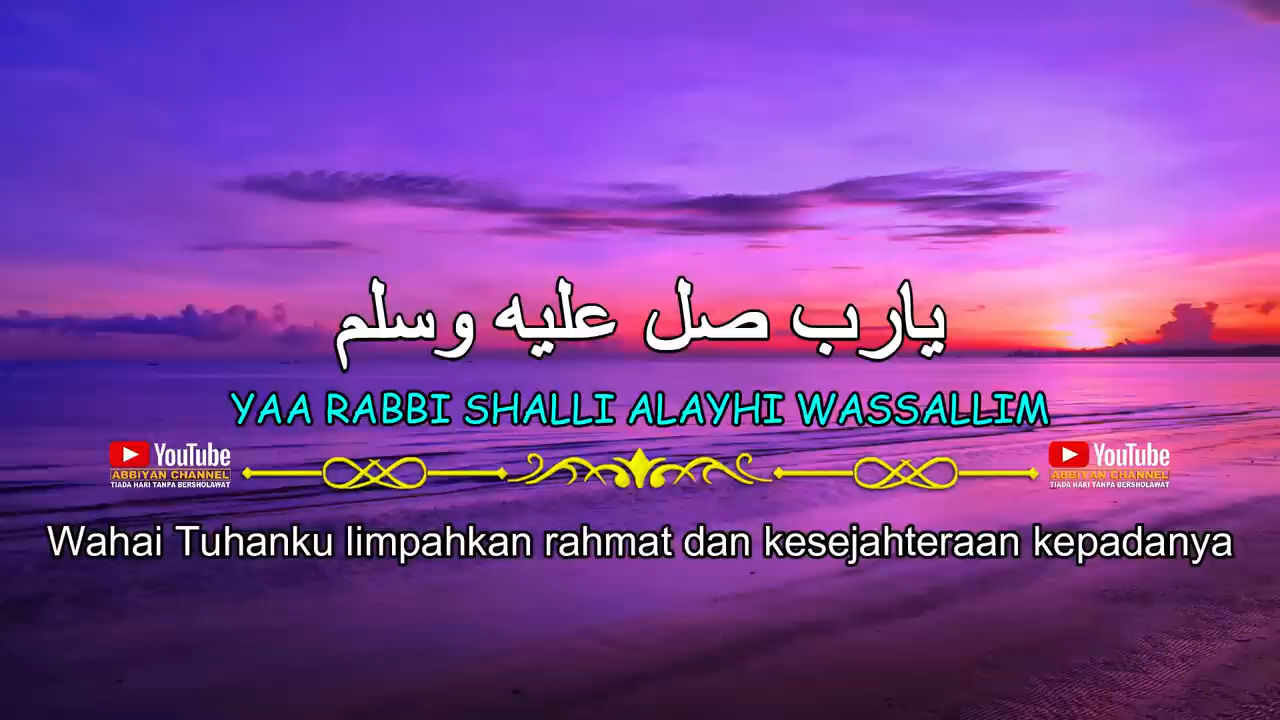 يارب صل عليه وسلم
YAA RABBI SHALLI ALAYHI WASSALLIM
YouTube
ABBIYAN CHANNEL
TIADA HARI TANPA BERSHOLAWAT
YouTube
ABBIYAN CHANNEL
TIADA HARI TANPA BERSHOLAWAT
Wahai Tuhanku limpahkan rahmat dan kesejahteraan kepadanya